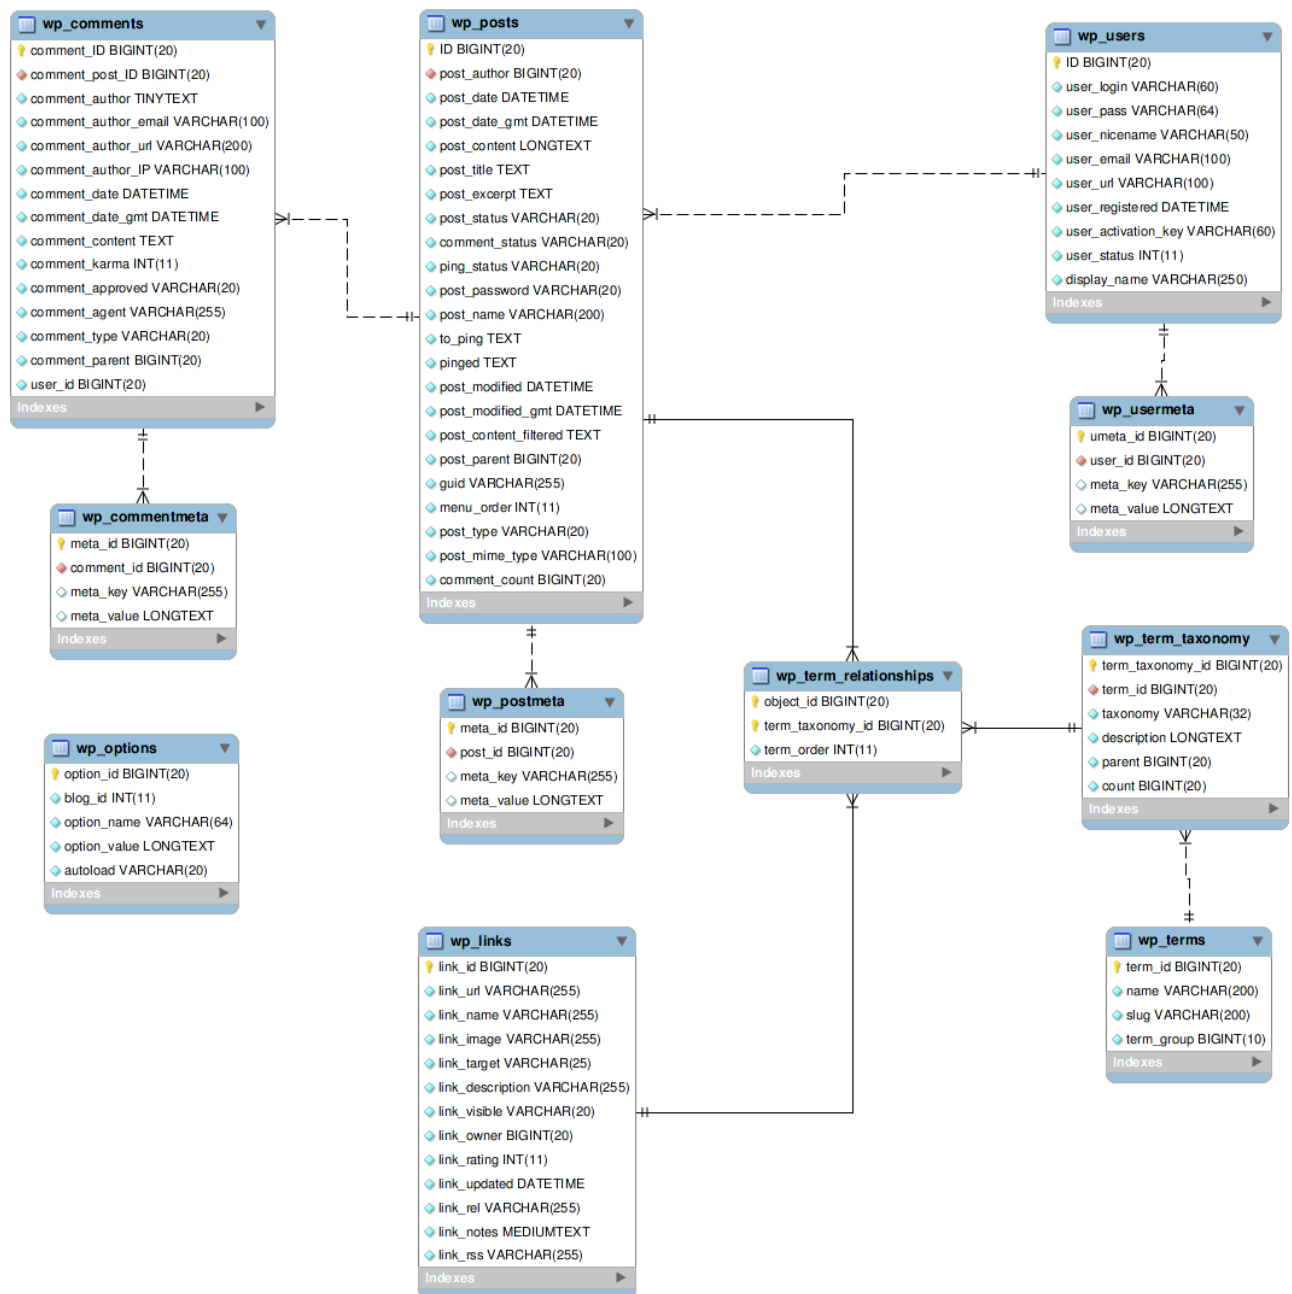 wp_comments
comment_ID BIGINT(20)
comment_post_ID BIGINT(20)
comment_author TINYTEXT
comment_author_email VARCHAR(100)
comment_author_url VARCHAR(200)
comment_author_IP VARCHAR(100)
comment_date DATETIME
comment_date_gmt DATETIME
comment_content TEXT
comment_karma INT(11)
comment_approved VARCHAR(20)
comment_agent VARCHAR(255)
comment_type VARCHAR(20)
comment_parent BIGINT(20)
user_id BIGINT(20)
Indexes
wp_posts
ID BIGINT(20)
post_author BIGINT(20)
post_date DATETIME
post_date_gmt DATETIME
post_content LONGTEXT
post_title TEXT
post_excerpt TEXT
post_status VARCHAR(20)
comment_status VARCHAR(20)
ping_status VARCHAR(20)
post_password VARCHAR(20)
post_name VARCHAR(200)
to_ping TEXT
pinged TEXT
post_modified DATETIME
post_modified_gmt DATETIME
post_content_filtered TEXT
post_parent BIGINT(20)
guid VARCHAR(255)
menu_order INT(11)
post_type VARCHAR(20)
post_mime_type VARCHAR(100)
comment_count BIGINT(20)
Indexes
wp_users
ID BIGINT(20)
user_login VARCHAR(60)
user_pass VARCHAR(64)
user_nicename VARCHAR(50)
user_email VARCHAR(100)
user_url VARCHAR(100)
user_registered DATETIME
user_activation_key VARCHAR(60)
user_status INT(11)
display_name VARCHAR(250)
Indexes
wp_usermeta
umeta_id BIGINT(20)
user_id BIGINT(20)
meta_key VARCHAR(255)
meta_value LONGTEXT
Indexes
wp_commentmeta
meta_id BIGINT(20)
comment_id BIGINT(20)
meta_key VARCHAR(255)
meta_value LONGTEXT
Indexes
wp_postmeta
meta_id BIGINT(20)
post_id BIGINT(20)
meta_key VARCHAR(255)
meta_value LONGTEXT
Indexes
wp_term_relationships
object_id BIGINT(20)
term_taxonomy_id BIGINT(20)
term_order INT(11)
Indexes
wp_term_taxonomy
term_taxonomy_id BIGINT(20)
term_id BIGINT(20)
taxonomy VARCHAR(32)
description LONGTEXT
parent BIGINT(20)
count BIGINT(20)
Indexes
wp_options
option_id BIGINT(20)
blog_id INT(11)
option_name VARCHAR(64)
option_value LONGTEXT
autoload VARCHAR(20)
Indexes
wp_links
link_id BIGINT(20)
link_url VARCHAR(255)
link_name VARCHAR(255)
link_image VARCHAR(255)
link_target VARCHAR(25)
link_description VARCHAR(255)
link_visible VARCHAR(20)
link_owner BIGINT(20)
link_rating INT(11)
link_updated DATETIME
link_rel VARCHAR(255)
link_notes MEDIUMTEXT
link_rss VARCHAR(255)
Indexes
wp_terms
term_id BIGINT(20)
name VARCHAR(200)
slug VARCHAR(200)
term_group BIGINT(10)
Indexes